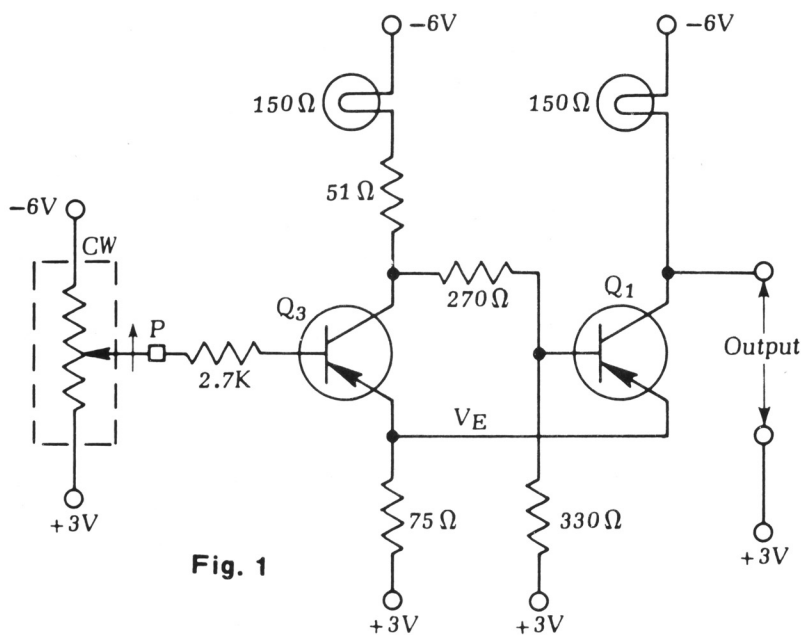 -6V
-6V
150Ω
150Ω
51Ω
-6V
CW
Q3
270Ω
Q1
P
2.7K
Output
VE
75Ω
330Ω
+3V
Fig. 1
+3V
+3V
+3V